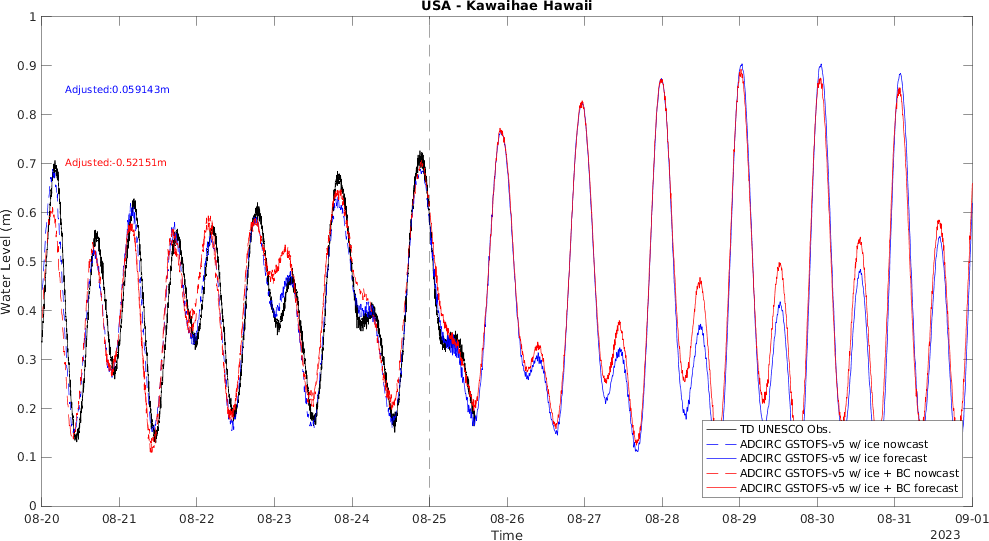 USA - Kawaihae Hawaii
Water Level (m)
1
0.9
0.8
0.7
0.6
0.5
0.4
0.3
0.2
0.1
0
Adjusted:0.059143m
Adjusted:-0.52151m
TD UNESCO Obs.
ADCIRC GSTOFS-v5 w/ ice nowcast
ADCIRC GSTOFS-v5 w/ ice forecast
ADCIRC GSTOFS-v5 w/ ice + BC nowcast
ADCIRC GSTOFS-v5 w/ ice + BC forecast
08-20 08-21 08-22 08-23 08-24 08-25 08-26 08-27 08-28 08-29 08-30 08-31 09-01
Time
2023